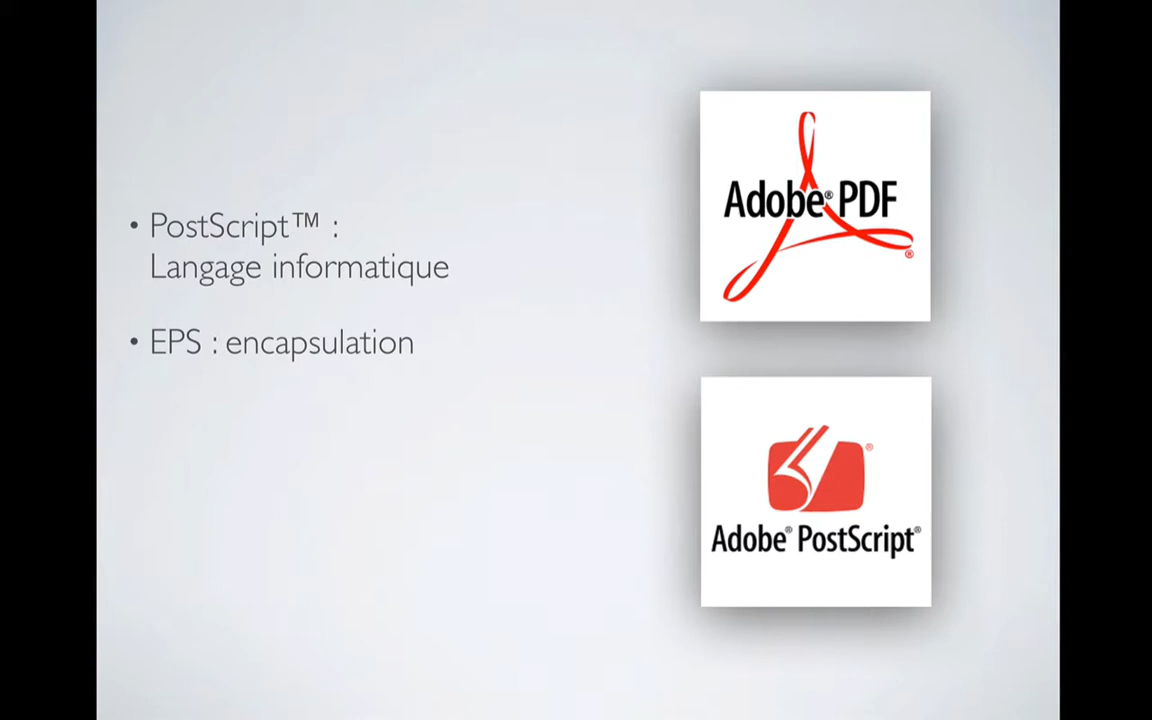 • PostScript™ :
Langage informatique
• EPS : encapsulation
Adobe® PDF
®
®
Adobe® PostScript®